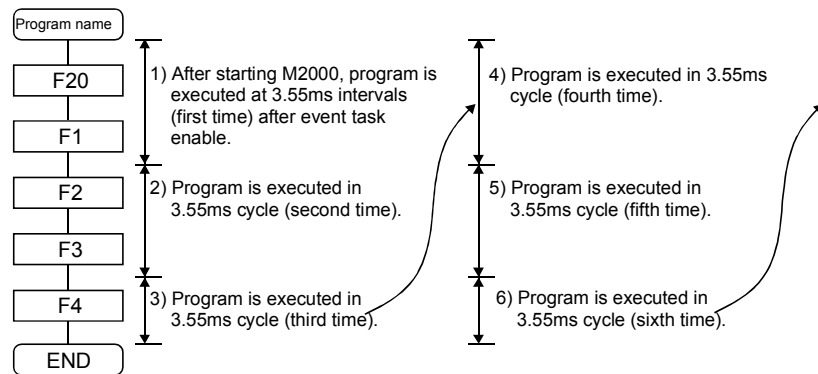 Program name
F20
F1
F2
F3
F4
END
1) After starting M2000, program is
executed at 3.55ms intervals
(first time) after event task
enable.
2) Program is executed in
3.55ms cycle (second time).
3) Program is executed in
3.55ms cycle (third time).
4) Program is executed in 3.55ms
cycle (fourth time).
5) Program is executed in
3.55ms cycle (fifth time).
6) Program is executed in
3.55ms cycle (sixth time).